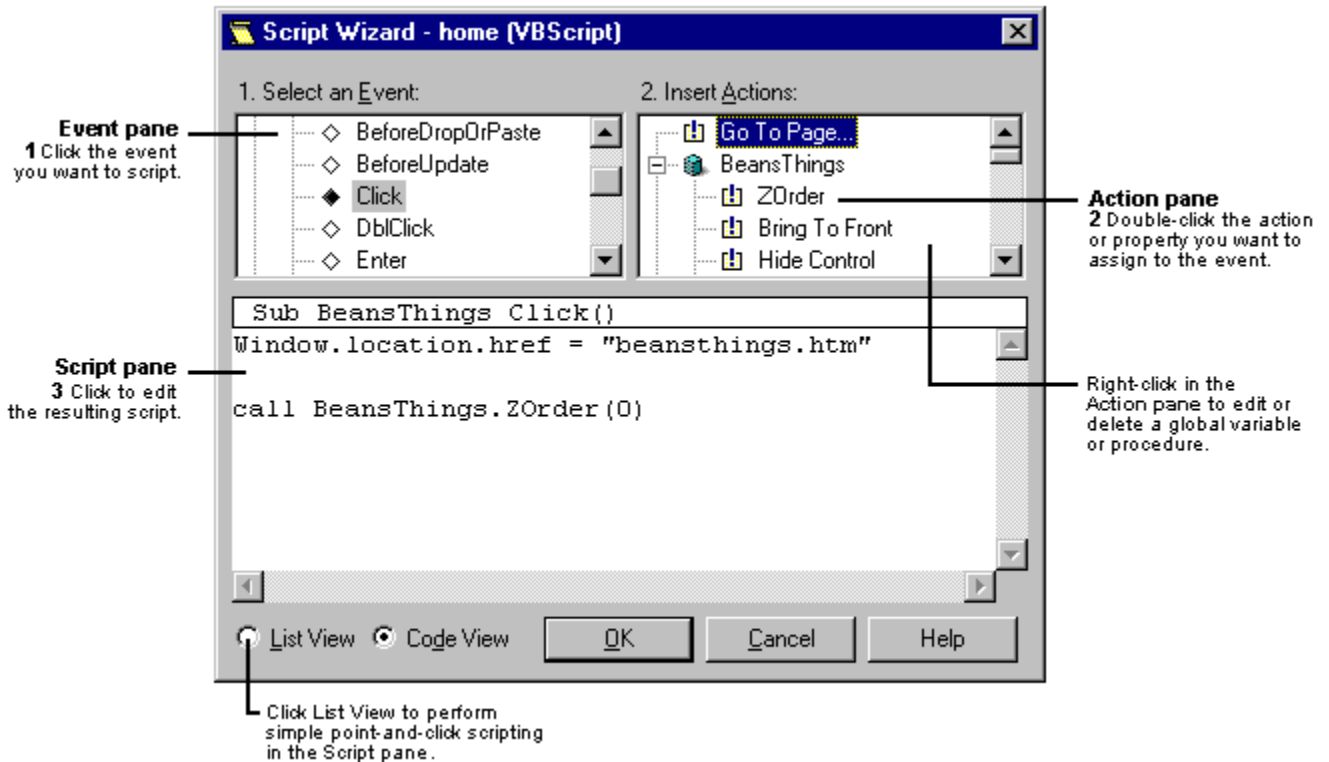 Script Wizard - home (VBScript)
1. Select an Event:
2. Insert Actions:
Event pane
1 Click the event
you want to script.
BeforeDropOrPaste
BeforeUpdate
Click
DblClick
Enter
Go To Page...
BeansThings
ZOrder
Bring To Front
Hide Control
Action pane
2 Double-click the action
or property you want to
assign to the event.
Sub BeansThings Click()
Window.location.href = "beansthings.htm"
call BeansThings.ZOrder(0)
Script pane
3 Click to edit
the resulting script.
Right-click in the
Action pane to edit or
delete a global variable
or procedure.
List View
Code View
OK
Cancel
Help
Click List View to perform
simple point-and-click scripting
in the Script pane.